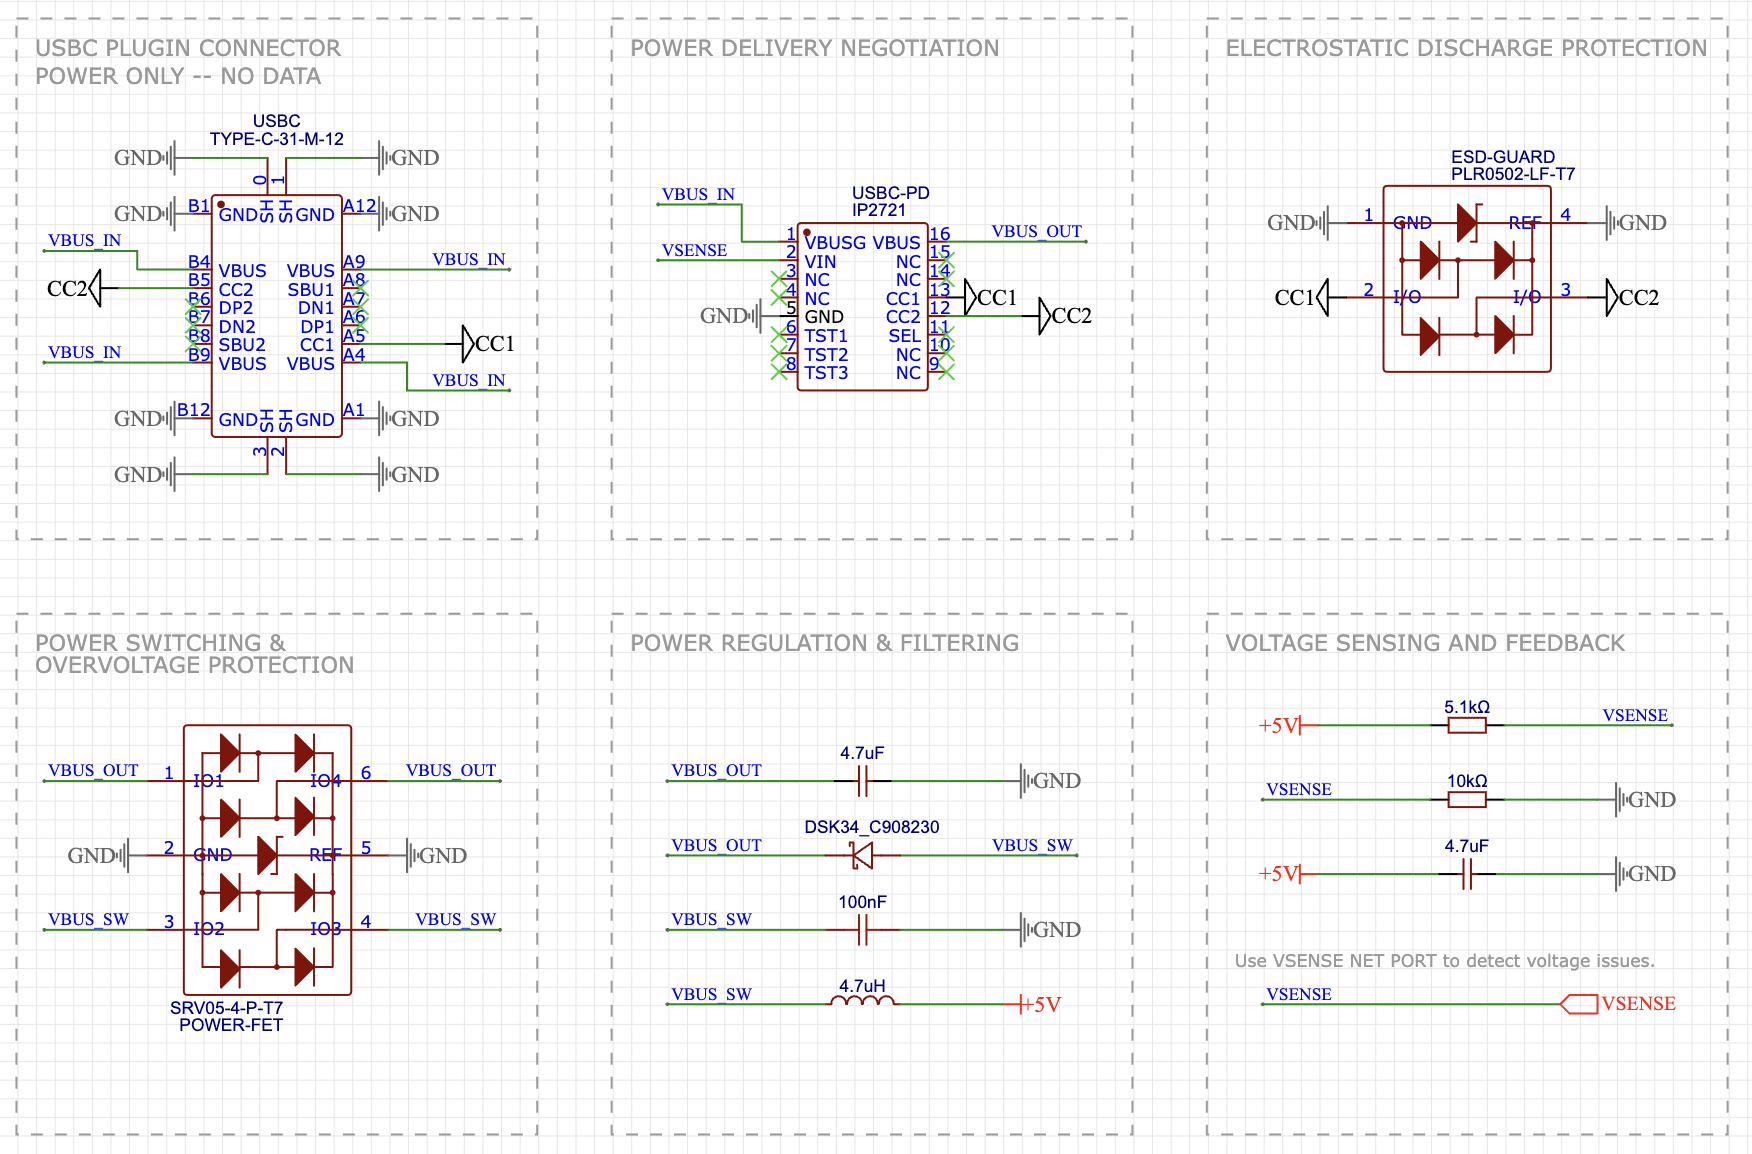 USBC PLUGIN CONNECTOR
POWER ONLY -- NO DATA
USBC
TYPE-C-31-M-12
GND
GND
0
1
GND
B1
GND
SH
SH
GND
A12
GND
VBUS_IN
B4
VBUS
VBUS
A9
VBUS_IN
CC2
B5
CC2
SBU1
A8
B6
DP2
DN1
A7
B7
DN2
DP1
A6
B8
SBU2
CC1
A5
CC1
VBUS_IN
B9
VBUS
VBUS
A4
VBUS_IN
GND
B12
GND
SH
SH
GND
A1
GND
3
2
GND
GND
POWER DELIVERY NEGOTIATION
USBC-PD
IP2721
VBUS_IN
1
VBUSG
VBUS
16
VBUS_OUT
VSENSE
2
VIN
NC
15
3
NC
NC
14
4
NC
CC1
13
CC1
GND
5
GND
CC2
12
CC2
6
TST1
SEL
11
7
TST2
NC
10
8
TST3
NC
9
ELECTROSTATIC DISCHARGE PROTECTION
ESD-GUARD
PLR0502-LF-T7
GND
1
GND
REF
4
GND
CC1
2
I/O
I/O
3
CC2
POWER SWITCHING &
OVERVOLTAGE PROTECTION
VBUS_OUT
1
IO1
IO4
6
VBUS_OUT
GND
2
GND
REF
5
GND
VBUS_SW
3
IO2
IO3
4
VBUS_SW
SRV05-4-P-T7
POWER-FET
POWER REGULATION & FILTERING
4.7uF
VBUS_OUT
GND
DSK34_C908230
VBUS_OUT
VBUS_SW
100nF
VBUS_SW
GND
4.7uH
VBUS_SW
+5V
VOLTAGE SENSING AND FEEDBACK
5.1kΩ
+5V
VSENSE
10kΩ
VSENSE
GND
4.7uF
+5V
GND
Use VSENSE NET PORT to detect voltage issues.
VSENSE
VSENSE